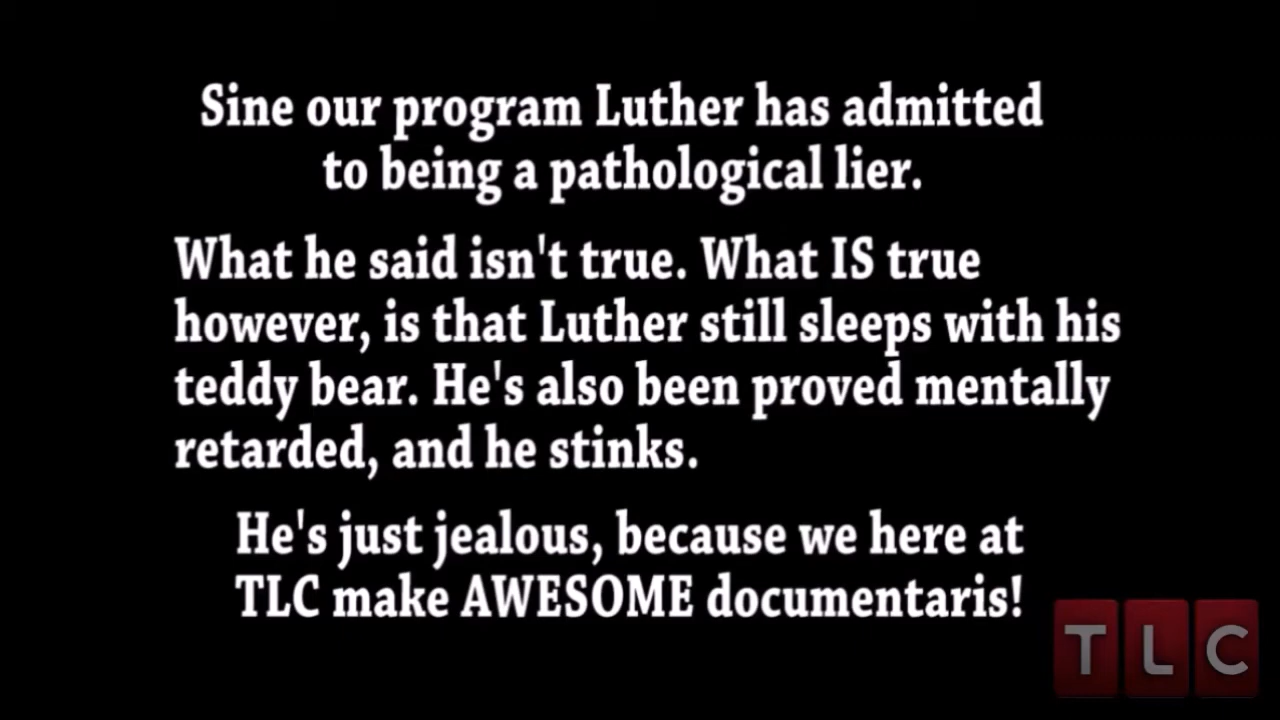 Sine our program Luther has admitted
to being a pathological lier.
What he said isn't true. What IS true
however, is that Luther still sleeps with his
teddy bear. He's also been proved mentally
retarded, and he stinks.
He's just jealous, because we here at
TLC make AWESOME documentaris!
TLC